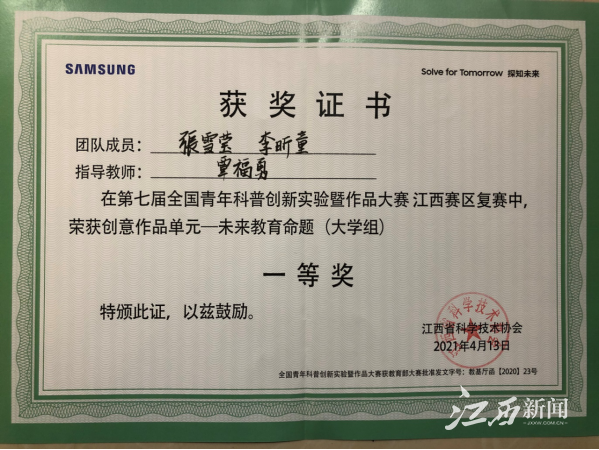 SAMSUNG
Solve for Tomorrow 探知未来
获奖证书
团队成员：張雪莹 李昕童
指导教师：覃福勇
在第七届全国青年科普创新实验暨作品大赛 江西赛区复赛中，
荣获创意作品单元—未来教育命题（大学组）
一等奖
特颁此证，以兹鼓励。
江西省科学技术协会
2021年4月13日
全国青年科普创新实验暨作品大赛获教育部大赛批准发文字号：教基厅函【2020】23号
江西新闻
-JXXW.COM.CN-